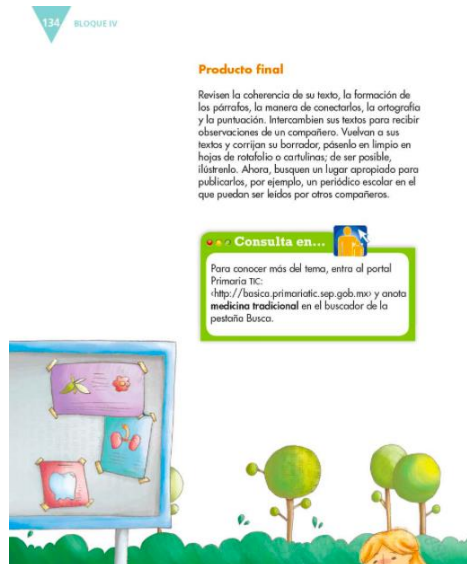 134 BLOQUE IV
Producto final
Revisen la coherencia de su texto, la formación de
los párrafos, la manera de conectarlos, la ortografía
y la puntuación. Intercambien sus textos para recibir
observaciones de un compañero. Vuelvan a sus
textos y corrijan su borrador, pásenlo en limpio en
hojas de rotafolio o cartulinas; de ser posible,
ilústrenlo. Ahora, busquen un lugar apropiado para
publicarlos, por ejemplo, un periódico escolar en el
que puedan ser leídos por otros compañeros.
Consulta en...
Para conocer más del tema, entra al portal
Primaria TIC:
‹http://basica.primariatic.sep.gob.mx› y anota
medicina tradicional en el buscador de la
pestaña Busca.